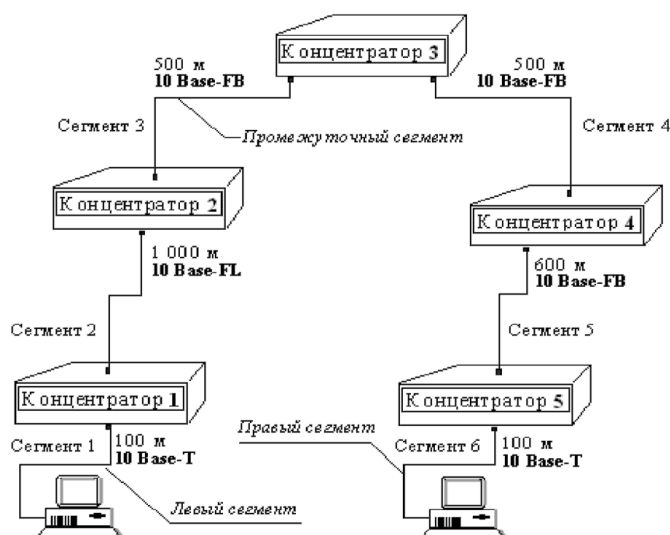 Концентратор 3
500 м
10 Base-FB
500 м
10 Base-FB
Сегмент 3
Промежуточный сегмент
Сегмент 4
Концентратор 2
Концентратор 4
1 000 м
10 Base-FL
600 м
10 Base-FB
Сегмент 2
Сегмент 5
Концентратор 1
Концентратор 5
Сегмент 1
100 м
10 Base-T
Правый сегмент
Сегмент 6
100 м
10 Base-T
Левый сегмент